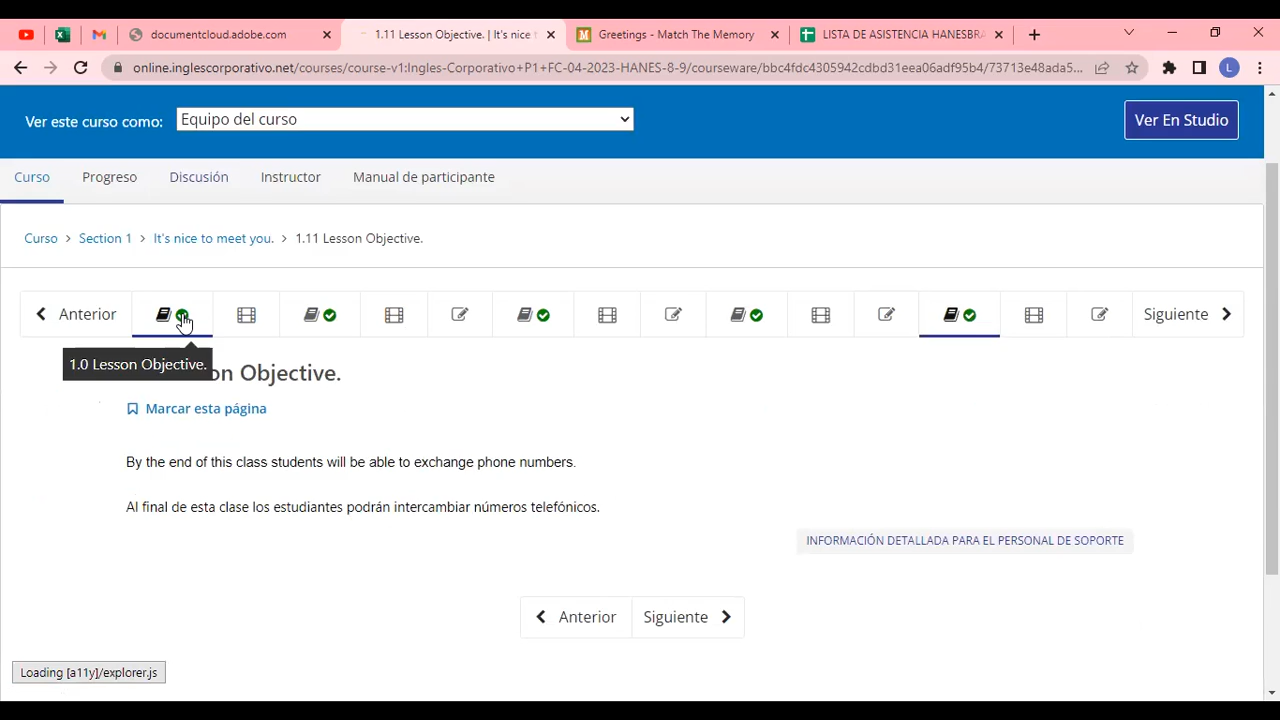 documentcloud.adobe.com
1.11 Lesson Objective. | It's nice t
Greetings - Match The Memory
LISTA DE ASISTENCIA HANESBRA
online.inglescorporativo.net/courses/course-v1:Ingles-Corporativo+P1+FC-04-2023-HANES-8-9/courseware/bbc4fdc4305942cdbd31eea06adf95b4/73713e48ada5...
L
Ver este curso como:
Equipo del curso
Ver En Studio
Curso
Progreso
Discusión
Instructor
Manual de participante
Curso > Section 1 > It's nice to meet you. > 1.11 Lesson Objective.
Anterior
Siguiente
1.0 Lesson Objective.
on Objective.
Marcar esta página
By the end of this class students will be able to exchange phone numbers.
Al final de esta clase los estudiantes podrán intercambiar números telefónicos.
INFORMACIÓN DETALLADA PARA EL PERSONAL DE SOPORTE
Anterior
Siguiente
Loading [a11y]/explorer.js